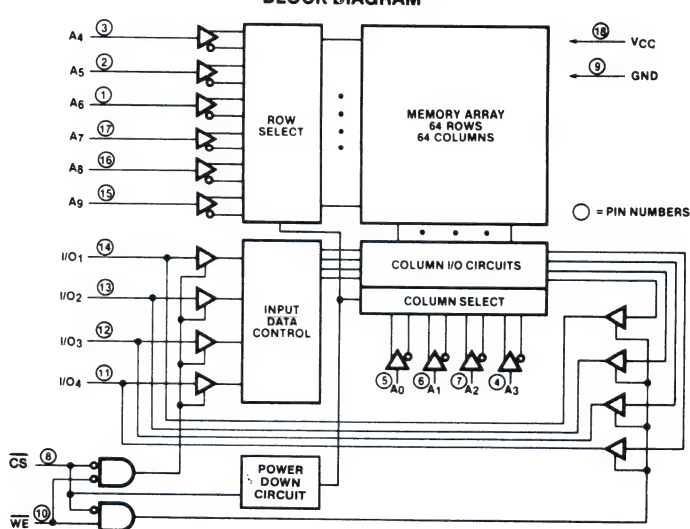 BLOCK DIAGRAM
A4 ③
A5 ②
A6 ①
A7 ⑰
A8 ⑯
A9 ⑮
ROW
SELECT
MEMORY ARRAY
64 ROWS
64 COLUMNS
⑱ VCC
⑨ GND
= PIN NUMBERS
I/O1 ⑭
I/O2 ⑬
I/O3 ⑫
I/O4 ⑪
INPUT
DATA
CONTROL
COLUMN I/O CIRCUITS
COLUMN SELECT
⑤ A0 ⑥ A1 ⑦ A2 ④ A3
C̅S̅ ⑧
W̅E̅ ⑩
POWER
DOWN
CIRCUIT